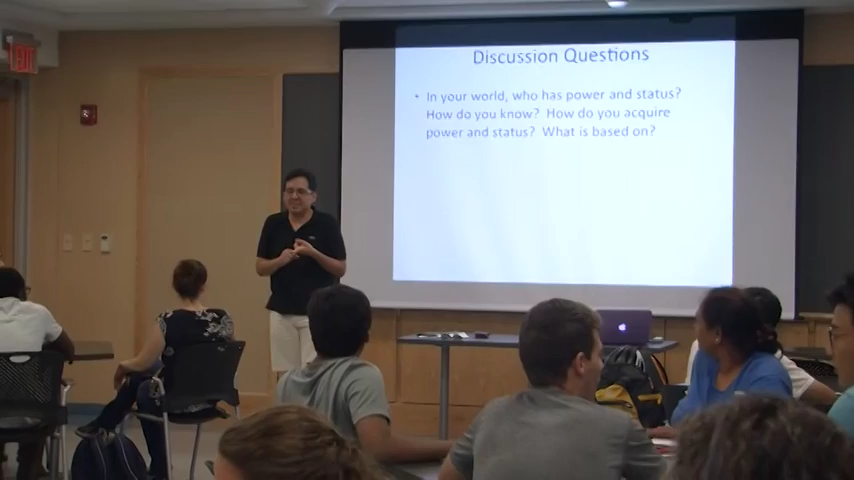 EXIT
Discussion Questions
• In your world, who has power and status?
How do you know? How do you acquire
power and status? What is based on?